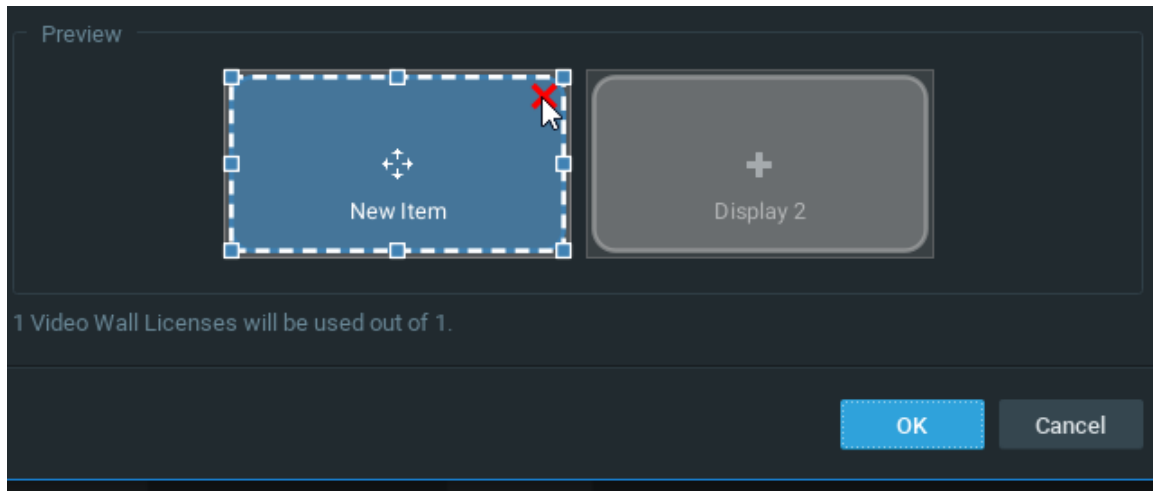 Preview
New Item
Display 2
1 Video Wall Licenses will be used out of 1.
OK
Cancel